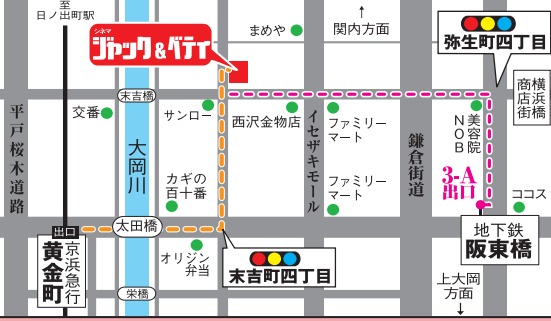 至
日ノ出町駅
シネマ
ジャック&ベティ
まめや
↑
関内方面
弥生町四丁目
末吉橋
交番
サンロー
西沢金物店
ファミリー
マート
美容院
NOB
横浜
商店街橋
平戸桜木道路
大岡川
イセザキモール
鎌倉街道
カギの
百十番
ファミリー
マート
3-A
出口
ココス
太田橋
出口
京浜急行
黄金町
オリジン
弁当
末吉町四丁目
地下鉄
阪東橋
栄橋
上大岡
方面
↓